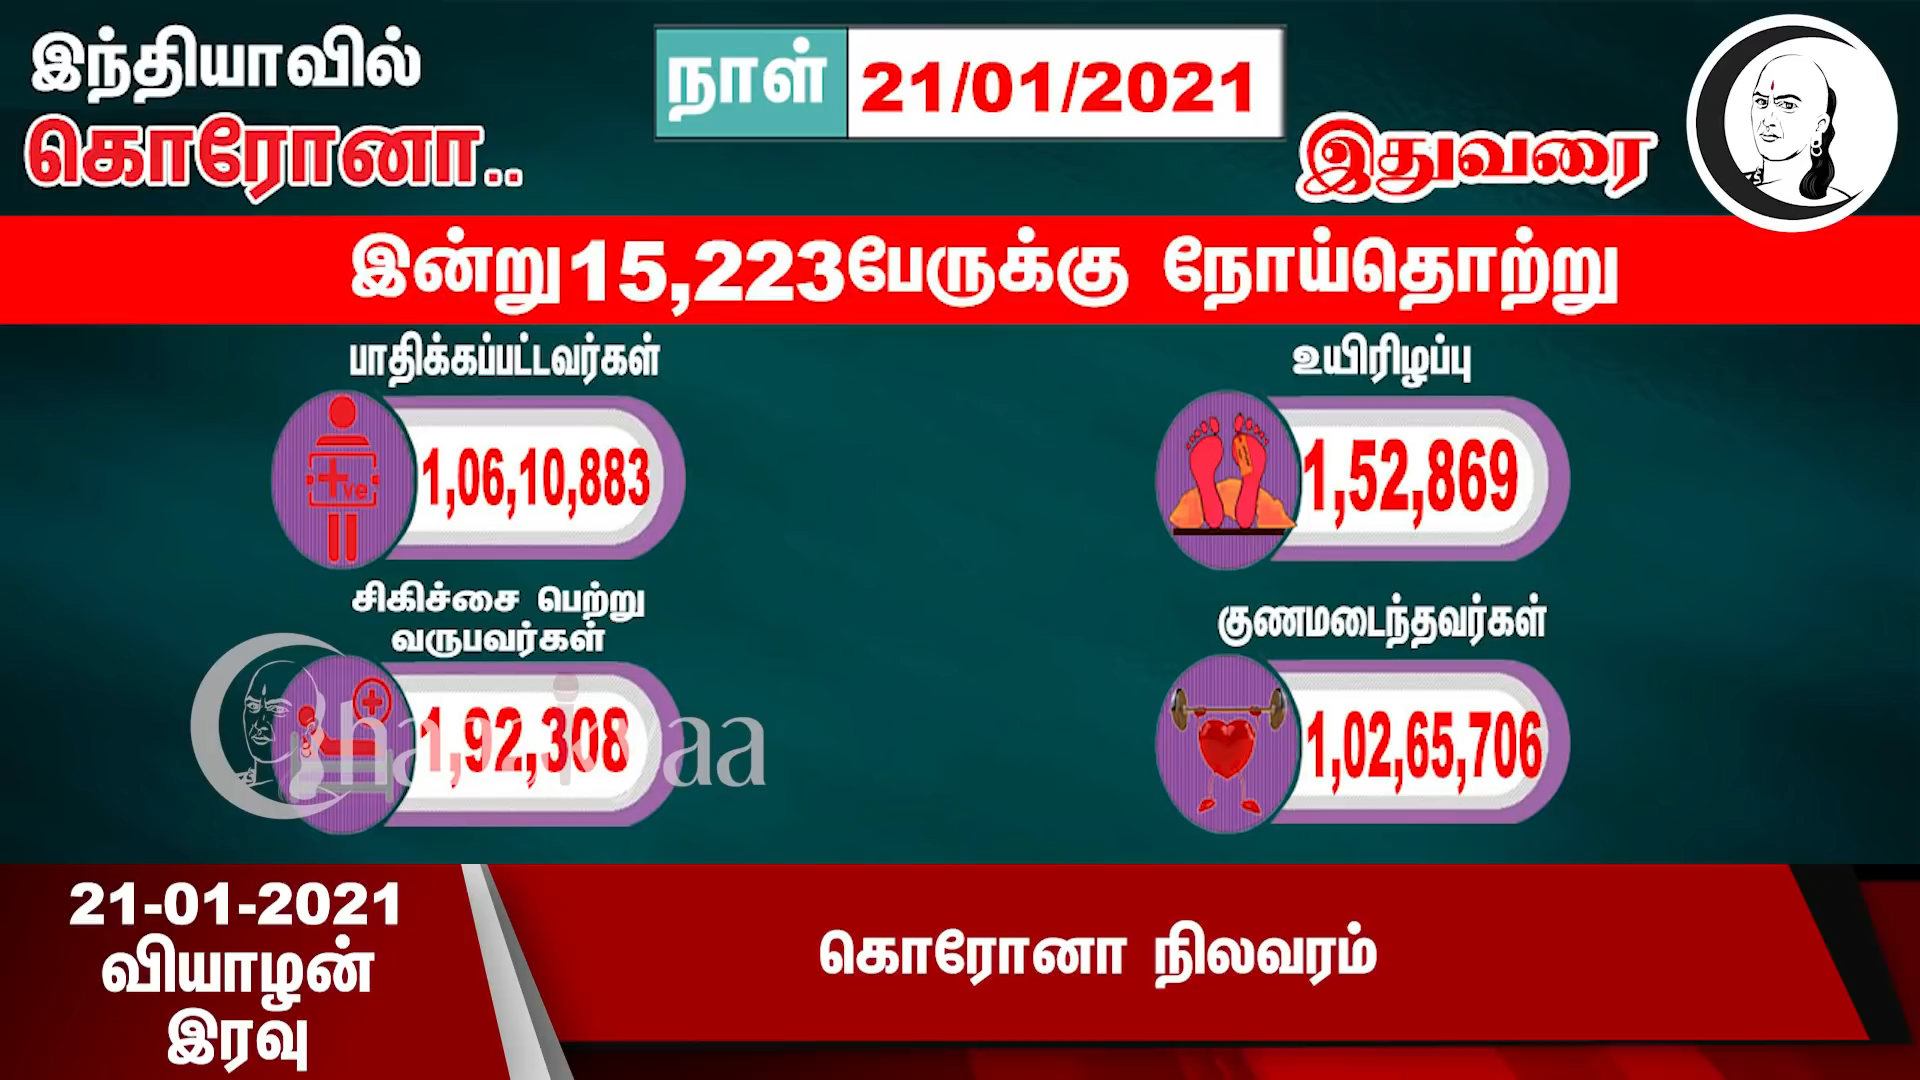 இந்தியாவில்
கொரோனா..
நாள் 21/01/2021
இதுவரை
இன்று 15,223 பேருக்கு நோய்தொற்று
பாதிக்கப்பட்டவர்கள்
+ve
1,06,10,883
உயிரிழப்பு
1,52,869
சிகிச்சை பெற்று
வருபவர்கள்
1,92,308
குணமடைந்தவர்கள்
1,02,65,706
21-01-2021
வியாழன்
இரவு
கொரோனா நிலவரம்